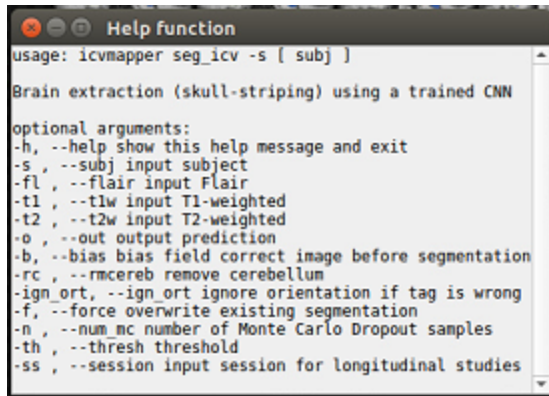 Help function
usage: icvmapper seg_icv -s [ subj ]
Brain extraction (skull-striping) using a trained CNN
optional arguments:
-h, --help show this help message and exit
-s , --subj input subject
-fl , --flair input Flair
-t1 , --t1w input T1-weighted
-t2 , --t2w input T2-weighted
-o , --out output prediction
-b, --bias bias field correct image before segmentation
-rc , --rmcereb remove cerebellum
-ign_ort, --ign_ort ignore orientation if tag is wrong
-f, --force overwrite existing segmentation
-n , --num_mc number of Monte Carlo Dropout samples
-th , --thresh threshold
-ss , --session input session for longitudinal studies